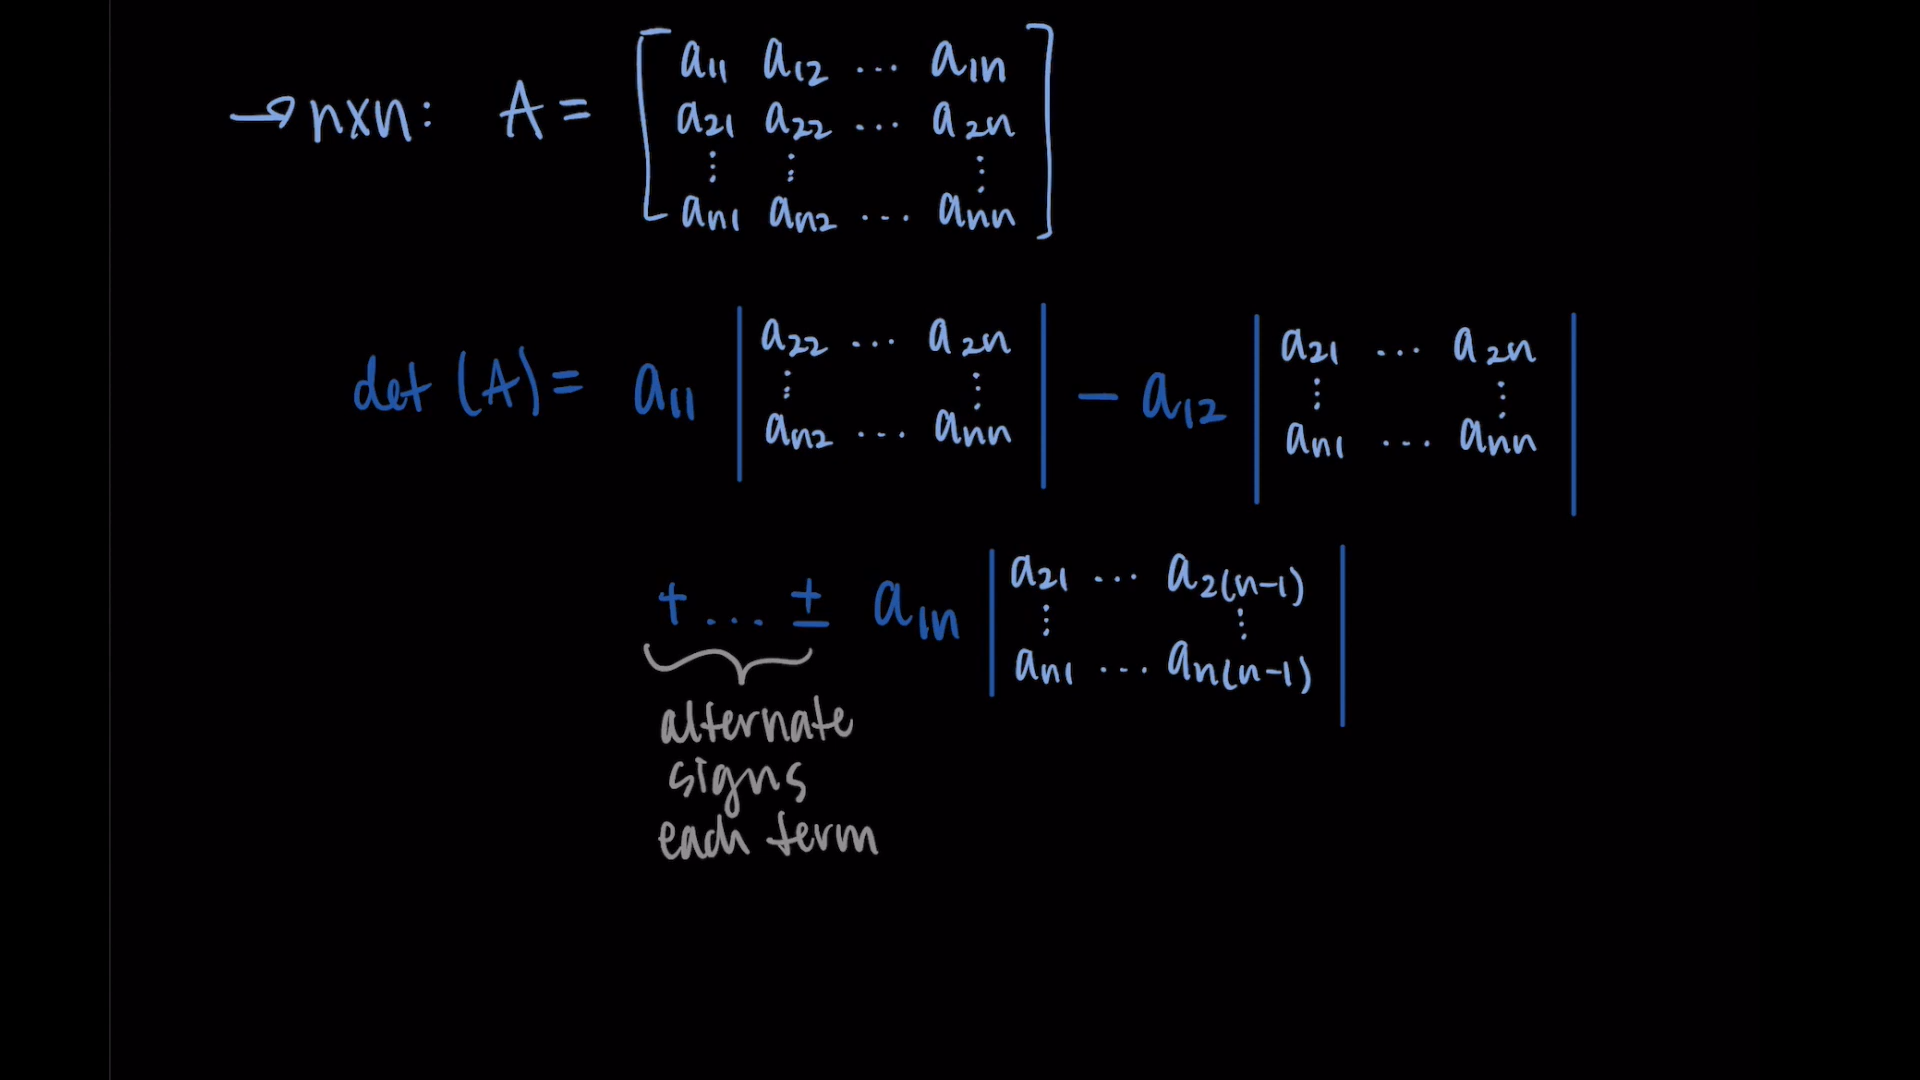 → n×n: A = [ a11 a12 ... a1n
a21 a22 ... a2n
⋮ ⋮ ⋮
an1 an2 ... ann ]
det (A) = a11 | a22 ... a2n | − a12 | a21 ... a2n |
⋮ ⋮ ⋮ ⋮
| an2 ... ann | | an1 ... ann |
+ ... ± a1n | a21 ... a2(n-1) |
⋮ ⋮
| an1 ... an(n-1) |
alternate
signs
each term